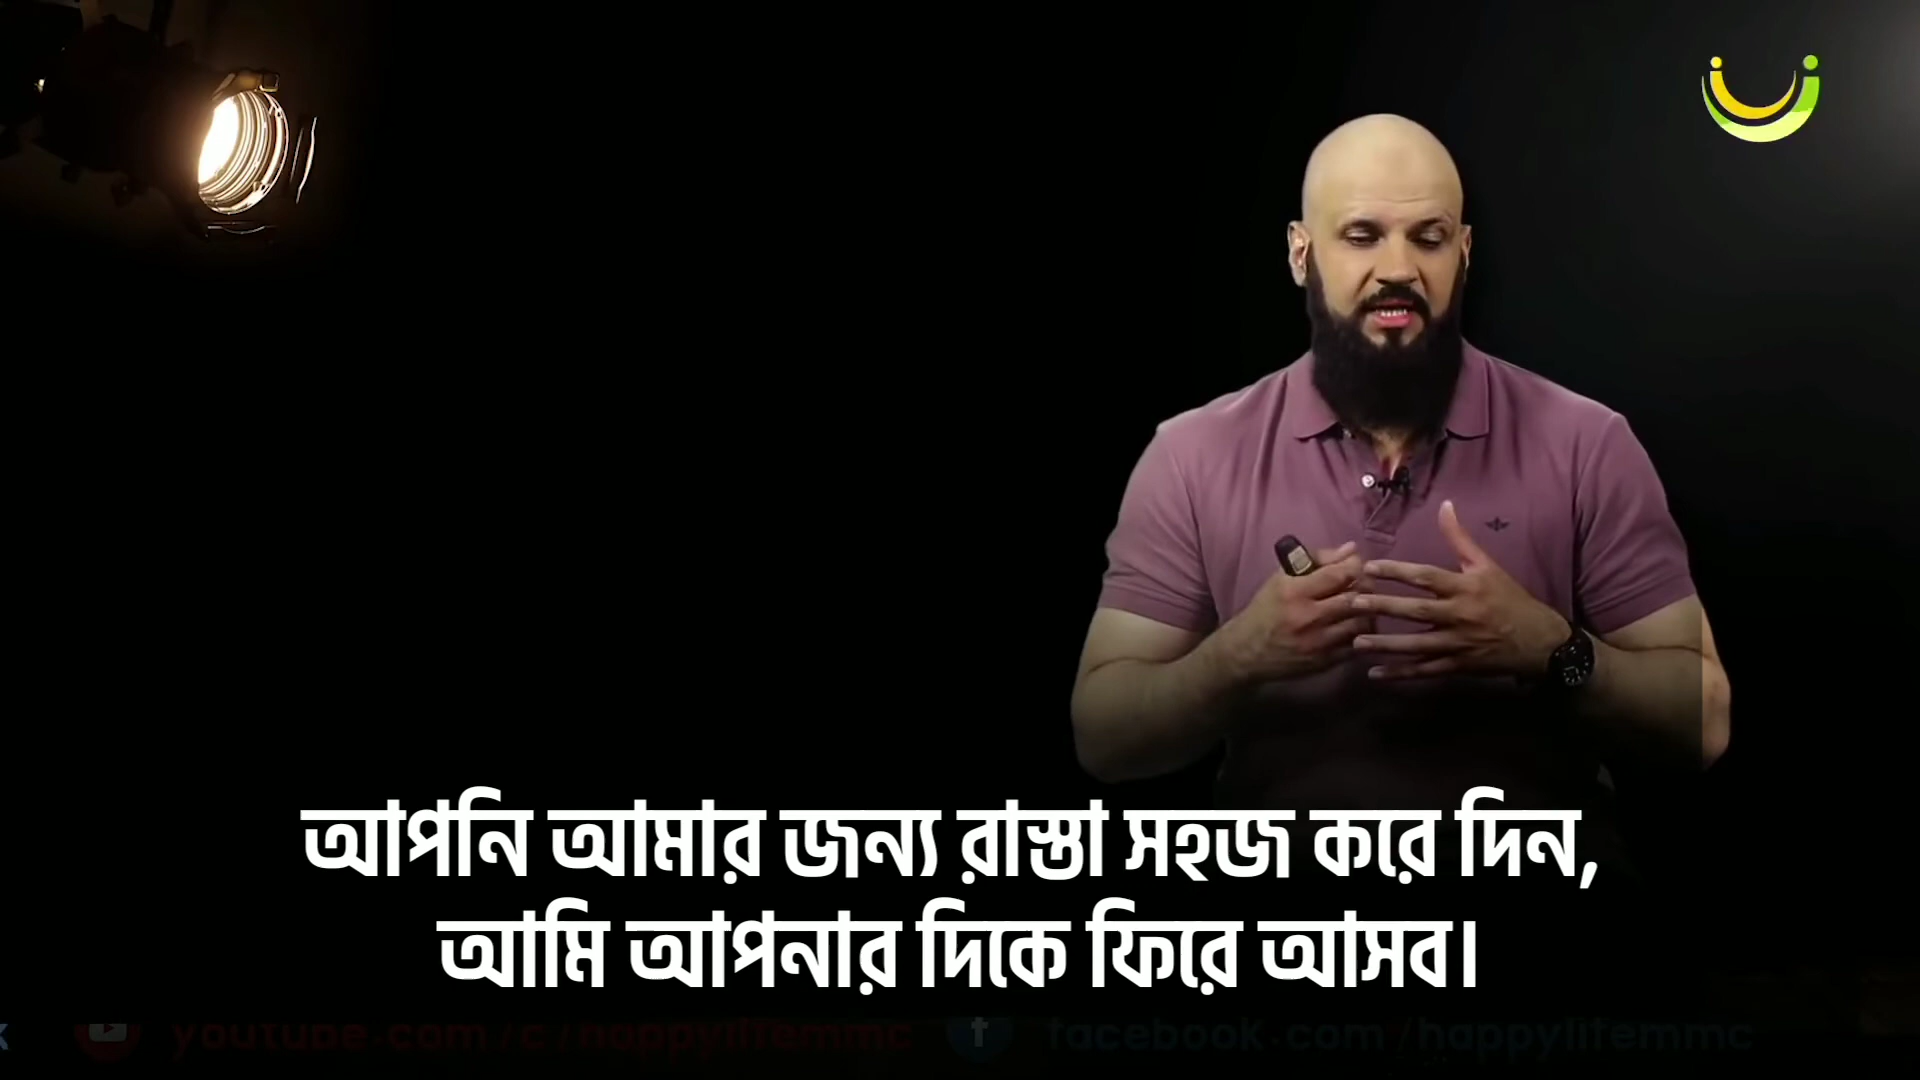 আপনি আমার জন্য রাস্তা সহজ করে দিন,
আমি আপনার দিকে ফিরে আসব।
youtube.com/c/happylifemmc facebook.com/happylifemmc